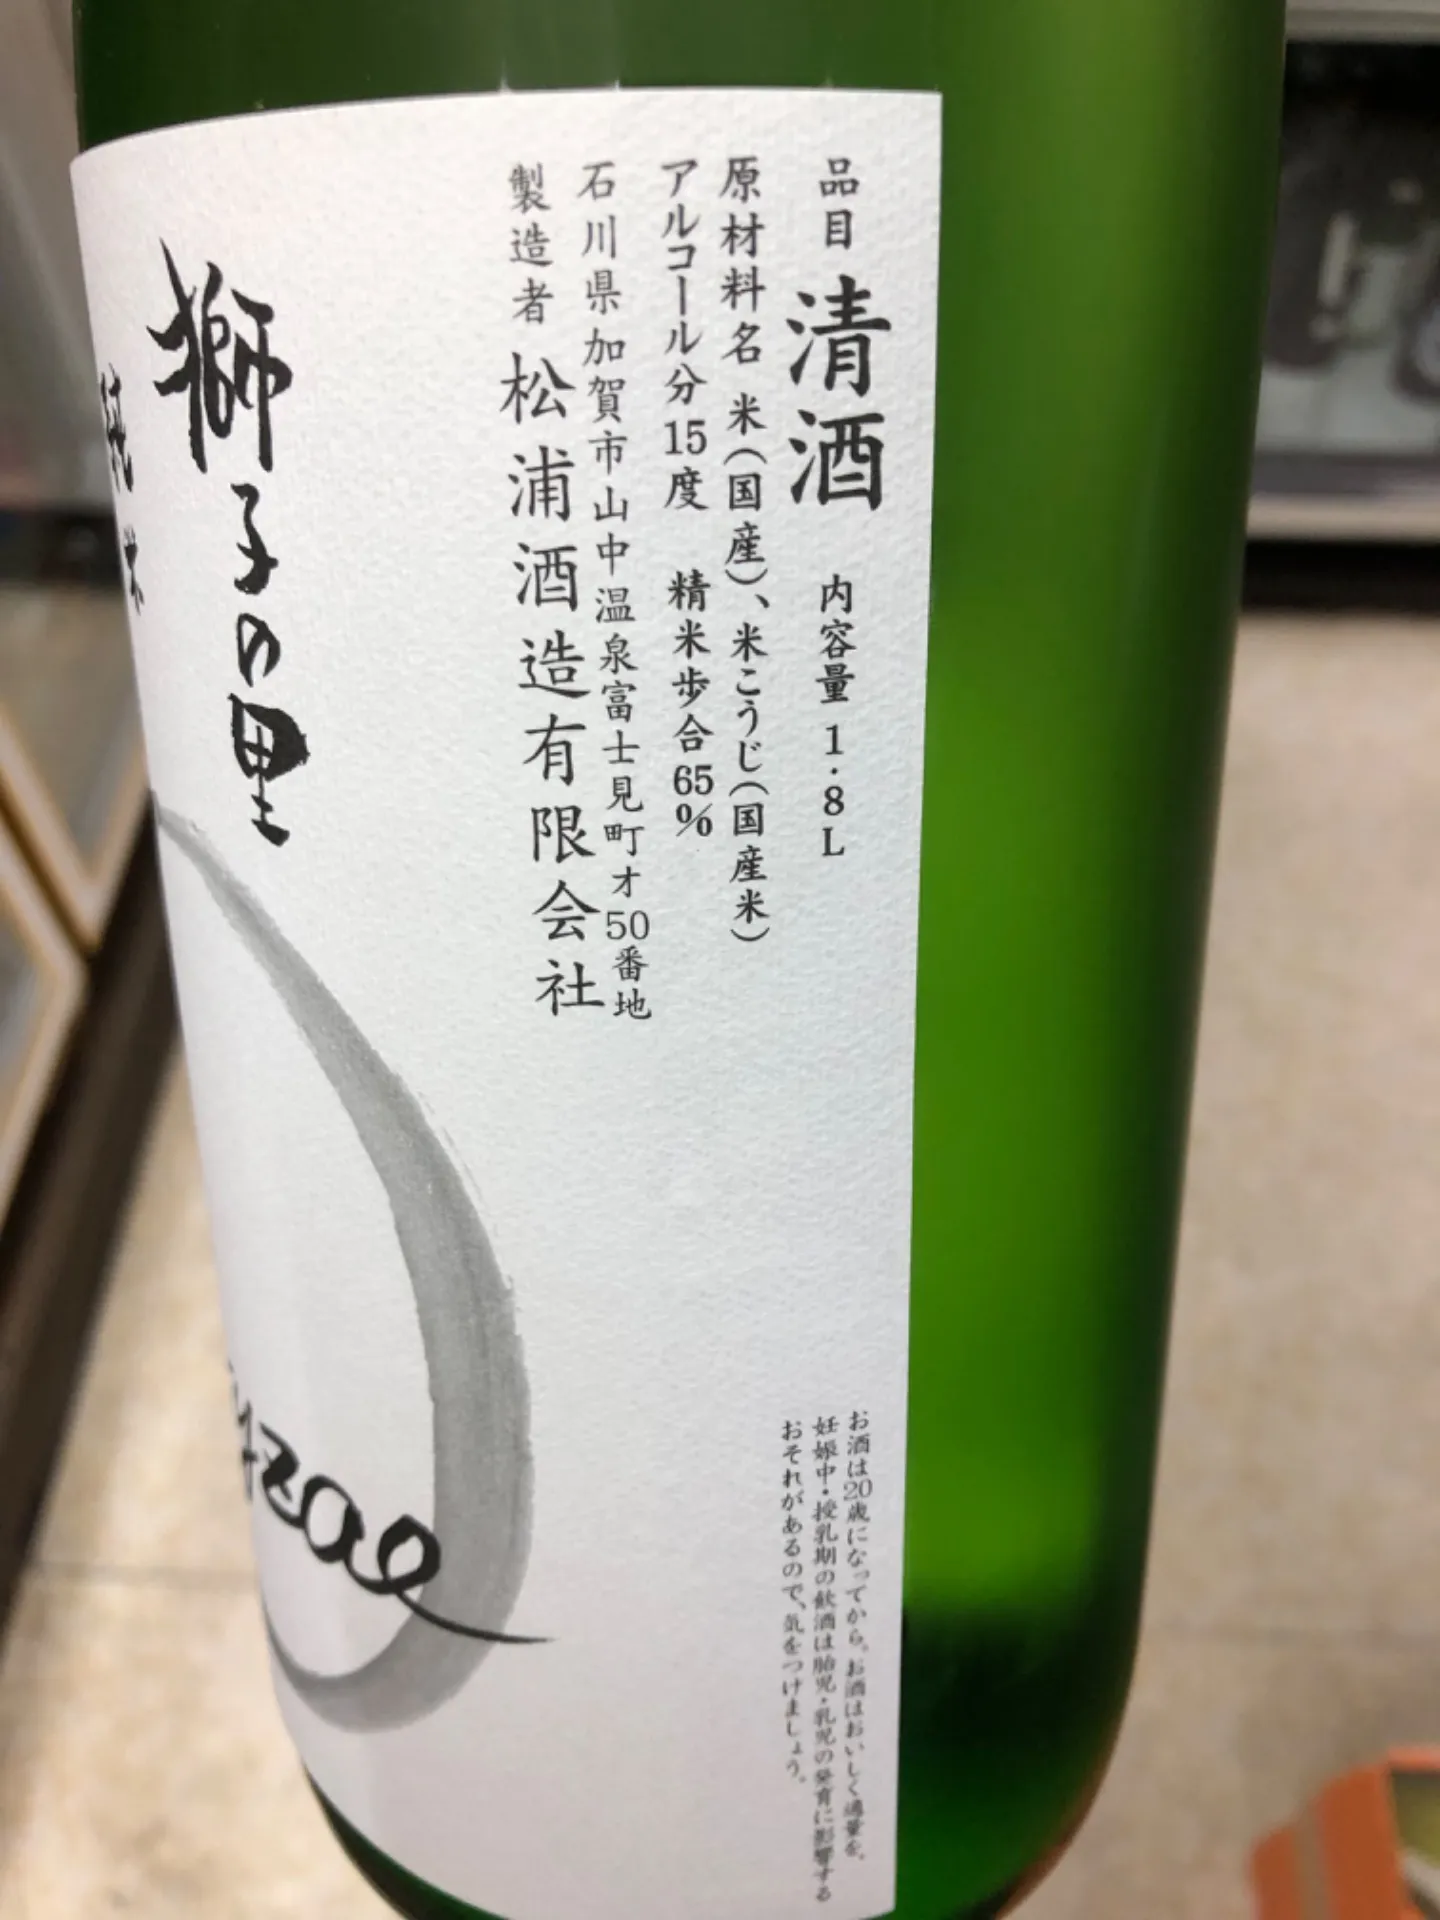 品目 清酒 内容量 1.8L
原材料名 米(国産)、米こうじ(国産米)
アルコール分 15度 精米歩合 65%
石川県加賀市山中温泉富士見町オ50番地
製造者 松浦酒造有限会社
獅子の里
純米
お酒は20歳になってから。お酒はおいしく適量を。
妊娠中・授乳期の飲酒は胎児・乳児の発育に影響する
おそれがあるので、気をつけましょう。